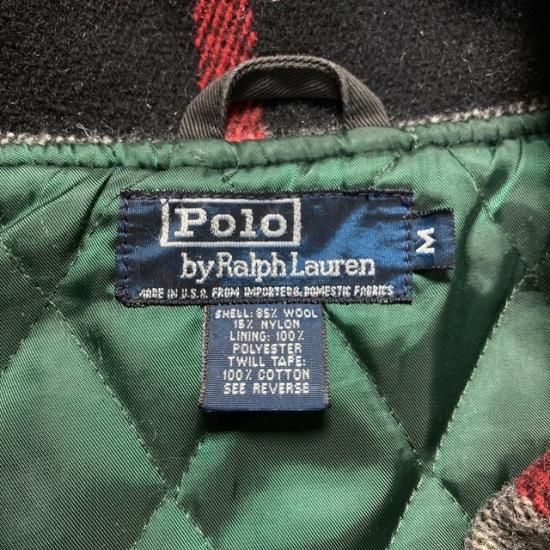 Polo
by Ralph Lauren
MADE IN U.S.A. FROM IMPORTED & DOMESTIC FABRICS
M
SHELL: 85% WOOL
15% NYLON
LINING: 100%
POLYESTER
TWILL TAPE:
100% COTTON
SEE REVERSE